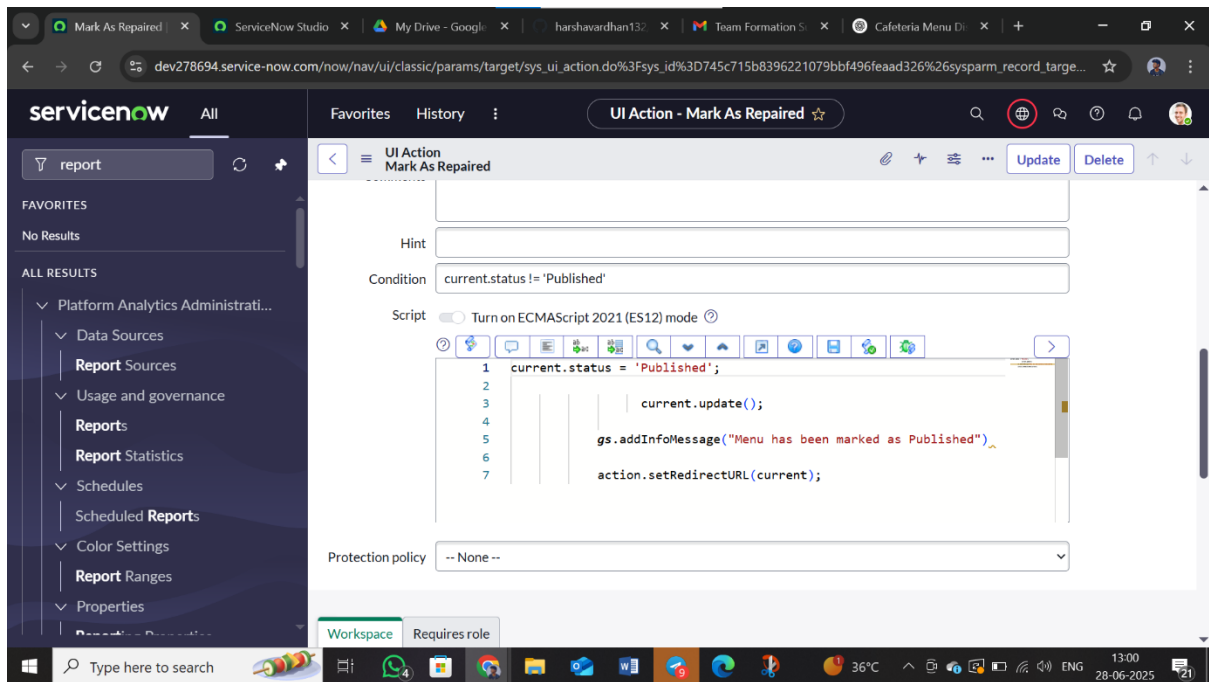 Mark As Repaired |
ServiceNow Studio
My Drive - Google
harshavardhan132
Team Formation S
Cafeteria Menu Di
dev278694.service-now.com/now/nav/ui/classic/params/target/sys_ui_action.do%3Fsys_id%3D745c715b8396221079bbf496feaad326%26sysparm_record_targe...
servicenow
All
Favorites
History
UI Action - Mark As Repaired
report
UI Action
Mark As Repaired
Update
Delete
FAVORITES
No Results
ALL RESULTS
Platform Analytics Administrati...
Data Sources
Report Sources
Usage and governance
Reports
Report Statistics
Schedules
Scheduled Reports
Color Settings
Report Ranges
Properties
Comments
Hint
Condition
current.status != 'Published'
Script
Turn on ECMAScript 2021 (ES12) mode
1 current.status = 'Published';
2
3 current.update();
4
5 gs.addInfoMessage("Menu has been marked as Published")
6
7 action.setRedirectURL(current);
Protection policy
-- None --
Workspace
Requires role
Type here to search
4
9
36°C
ENG
13:00
28-06-2025
21